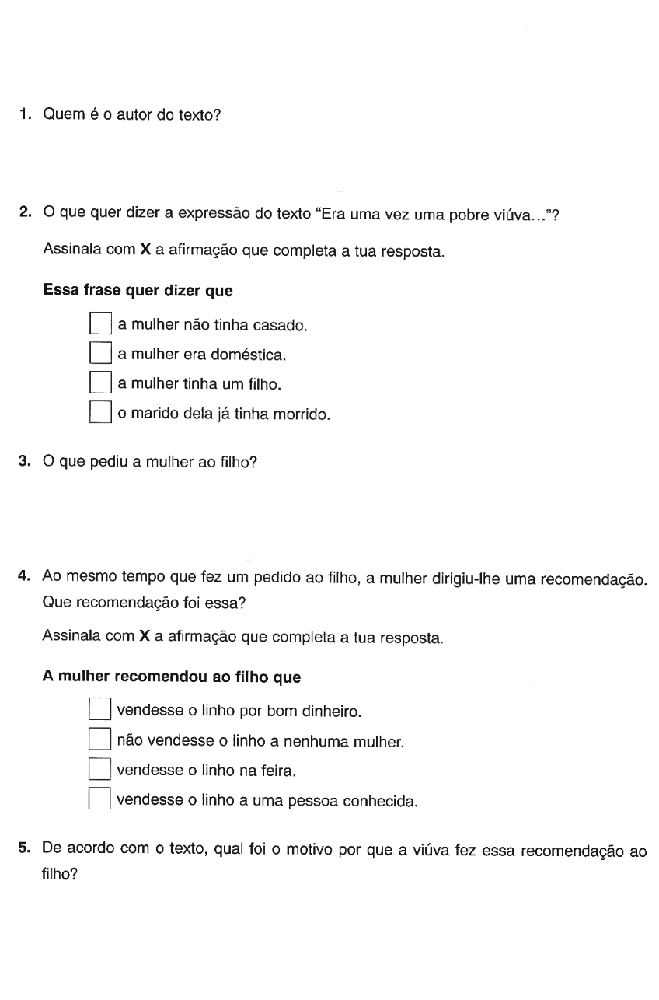 1. Quem é o autor do texto?
2. O que quer dizer a expressão do texto “Era uma vez uma pobre viúva...”?
Assinala com X a afirmação que completa a tua resposta.
Essa frase quer dizer que
a mulher não tinha casado.
a mulher era doméstica.
a mulher tinha um filho.
o marido dela já tinha morrido.
3. O que pediu a mulher ao filho?
4. Ao mesmo tempo que fez um pedido ao filho, a mulher dirigiu-lhe uma recomendação.
Que recomendação foi essa?
Assinala com X a afirmação que completa a tua resposta.
A mulher recomendou ao filho que
vendesse o linho por bom dinheiro.
não vendesse o linho a nenhuma mulher.
vendesse o linho na feira.
vendesse o linho a uma pessoa conhecida.
5. De acordo com o texto, qual foi o motivo por que a viúva fez essa recomendação ao
filho?